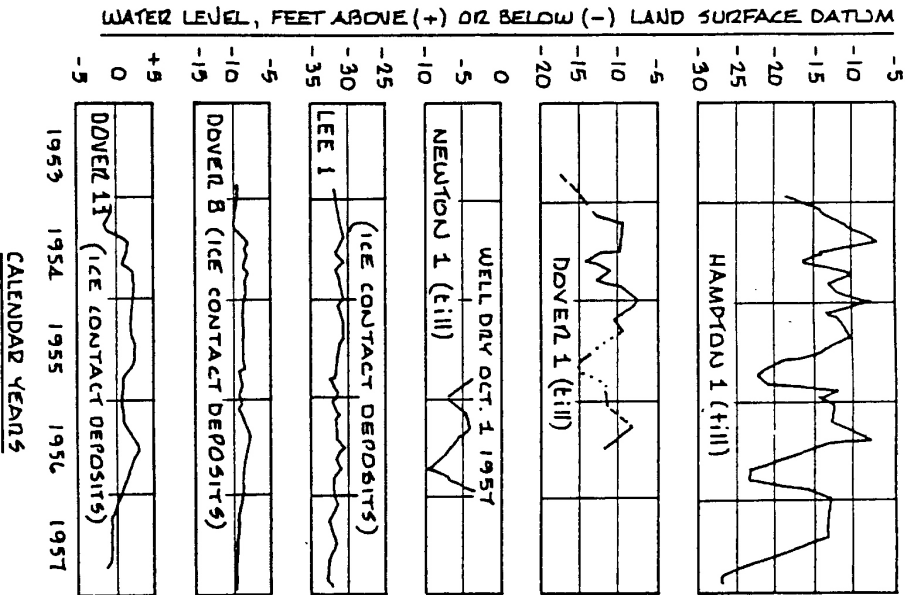 WATER LEVEL, FEET ABOVE (+) OR BELOW (-) LAND SURFACE DATUM
-5 0 +5
-15 -10 -5
-35 -30 -25
-10 -5 0
-20 -15 -10 -5
-30 -25 -20 -15 -10 -5
HAMPTON 1 (till)
DOVER 1 (till)
WELL DRY OCT. 1 1957
NEWTON 1 (till)
LEE 1 (ICE CONTACT DEPOSITS)
DOVER 8 (ICE CONTACT DEPOSITS)
DOVER 13 (ICE CONTACT DEPOSITS)
1953 1954 1955 1956 1957
CALENDAR YEARS